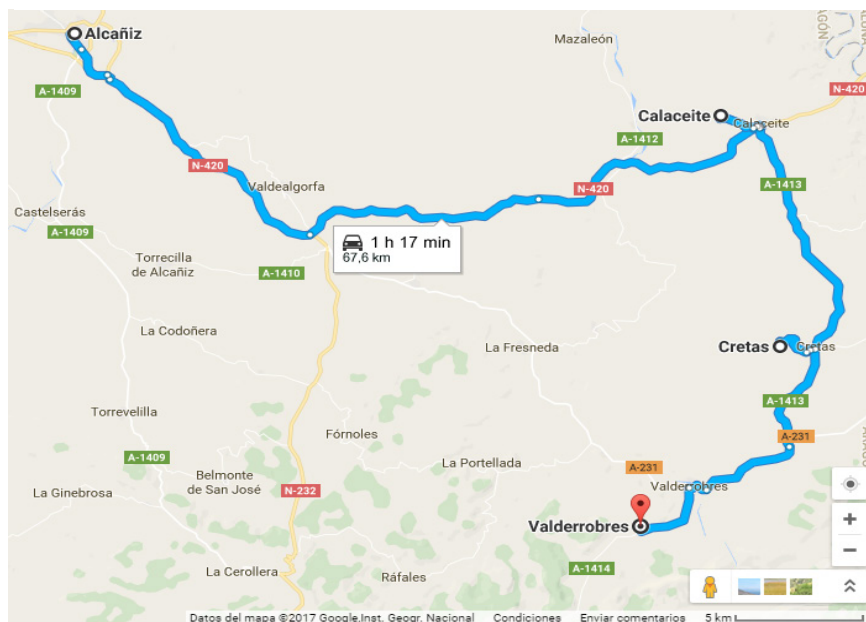 Alcañiz
Mazaleón
A-1409
N-420
Calaceite
Calaceite
A-1412
N-420
Valdealgorfa
N-420
A-1413
Castelserás
A-1409
1 h 17 min
67,6 km
Torrecilla
de Alcañiz
A-1410
La Codoñera
La Fresneda
Cretas
Cretas
A-1413
Torrevelilla
Fórnoles
A-231
A-1409
La Portellada
A-231
Belmonte
de San José
N-232
La Ginebrosa
Valderrobres
Valderrobres
La Cerollera
Ráfales
A-1414
Datos del mapa ©2017 Google,Inst. Geogr. Nacional Condiciones Enviar comentarios 5 km